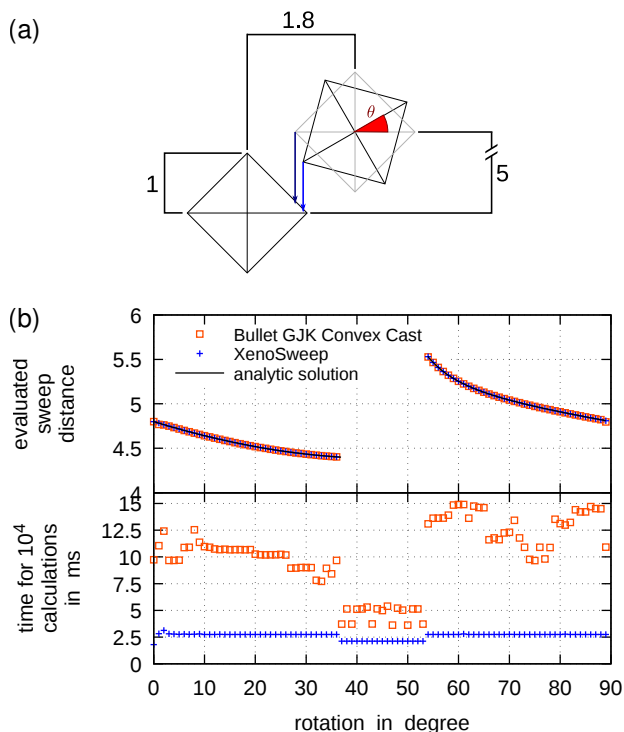 (a)
1.8
θ
1
5
(b)
6
5.5
5
4.5
4
evaluated
sweep
distance
Bullet GJK Convex Cast
XenoSweep
analytic solution
15
12.5
10
7.5
5
2.5
0
time for 10⁴
calculations
in ms
0 10 20 30 40 50 60 70 80 90
rotation in degree